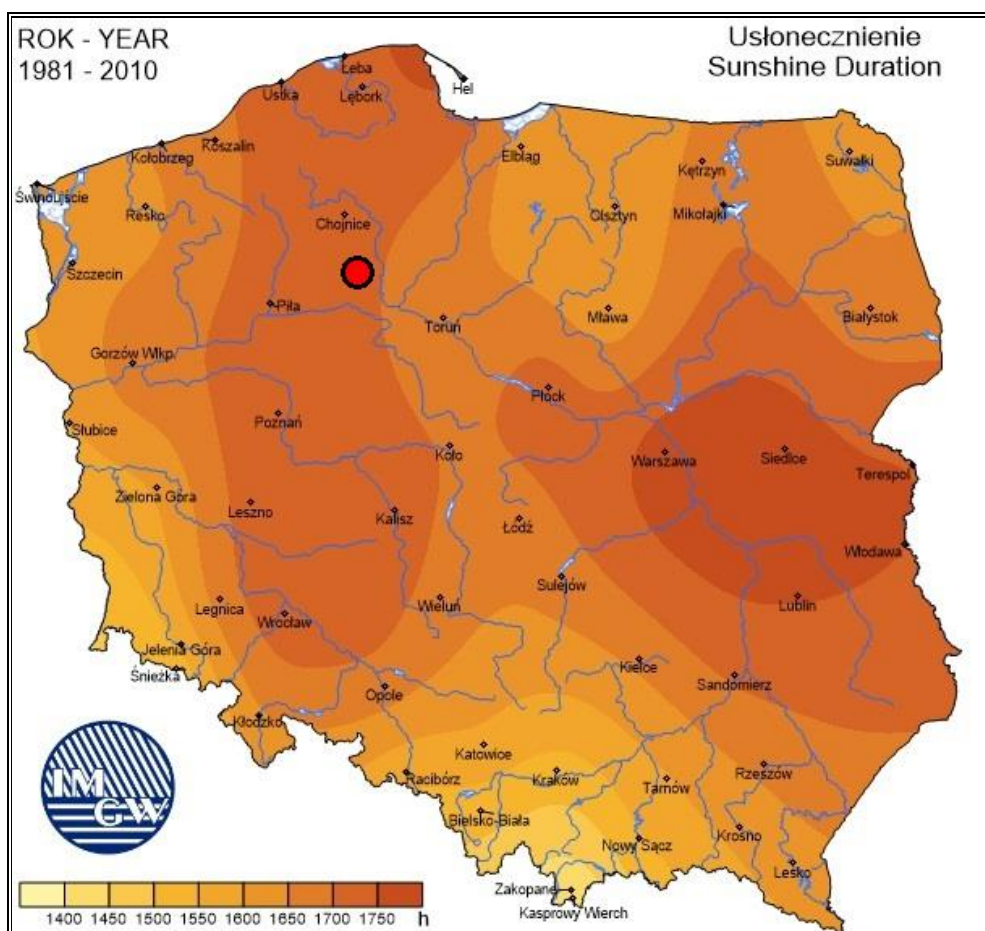 ROK - YEAR
1981 - 2010
Usłonecznienie
Sunshine Duration
Łeba
Ustka
Lębork
Hel
Kołobrzeg
Koszalin
Elbląg
Kętrzyn
Suwałki
Świnoujście
Resko
Chojnice
Olsztyn
Mikołajki
Szczecin
Piła
Toruń
Mława
Białystok
Gorzów Wlkp
Płock
Słubice
Poznań
Koło
Warszawa
Siedlce
Terespol
Zielona Góra
Leszno
Kalisz
Łódź
Włodawa
Sulejów
Legnica
Wrocław
Wieluń
Lublin
Jelenia Góra
Śnieżka
Opole
Kielce
Sandomierz
Kłodzko
Katowice
Racibórz
Kraków
Tarnów
Rzeszów
Bielsko-Biała
Nowy Sącz
Krosno
Lesko
Zakopane
Kasprowy Wierch
IM
GW
1400 1450 1500 1600 1650 1700 1750 h